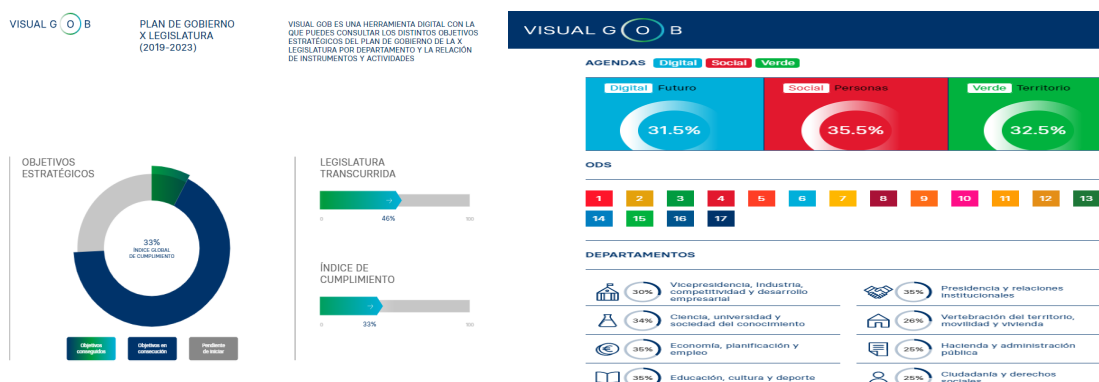 VISUAL GOB
PLAN DE GOBIERNO
X LEGISLATURA
(2019-2023)
VISUAL GOB ES UNA HERRAMIENTA DIGITAL CON LA
QUE PUEDES CONSULTAR LOS DISTINTOS OBJETIVOS
ESTRATÉGICOS DEL PLAN DE GOBIERNO DE LA X
LEGISLATURA POR DEPARTAMENTO Y LA RELACIÓN
DE INSTRUMENTOS Y ACTIVIDADES
OBJETIVOS
ESTRATÉGICOS
33%
ÍNDICE GLOBAL
DE CUMPLIMIENTO
Objetivos
conseguidos
Objetivos en
consecución
Pendiente
de iniciar
LEGISLATURA
TRANSCURRIDA
0 46% 100
ÍNDICE DE
CUMPLIMIENTO
0 33% 100
VISUAL GOB
AGENDAS Digital Social Verde
Digital Futuro
31.5%
Social Personas
35.5%
Verde Territorio
32.5%
ODS
1 2 3 4 5 6 7 8 9 10 11 12 13
14 15 16 17
DEPARTAMENTOS
30% Vicepresidencia, Industria,
competitividad y desarrollo
empresarial
35% Presidencia y relaciones
institucionales
34% Ciencia, universidad y
sociedad del conocimiento
26% Vertebración del territorio,
movilidad y vivienda
35% Economía, planificación y
empleo
25% Hacienda y administración
pública
35% Educación, cultura y deporte
25% Ciudadanía y derechos
sociales